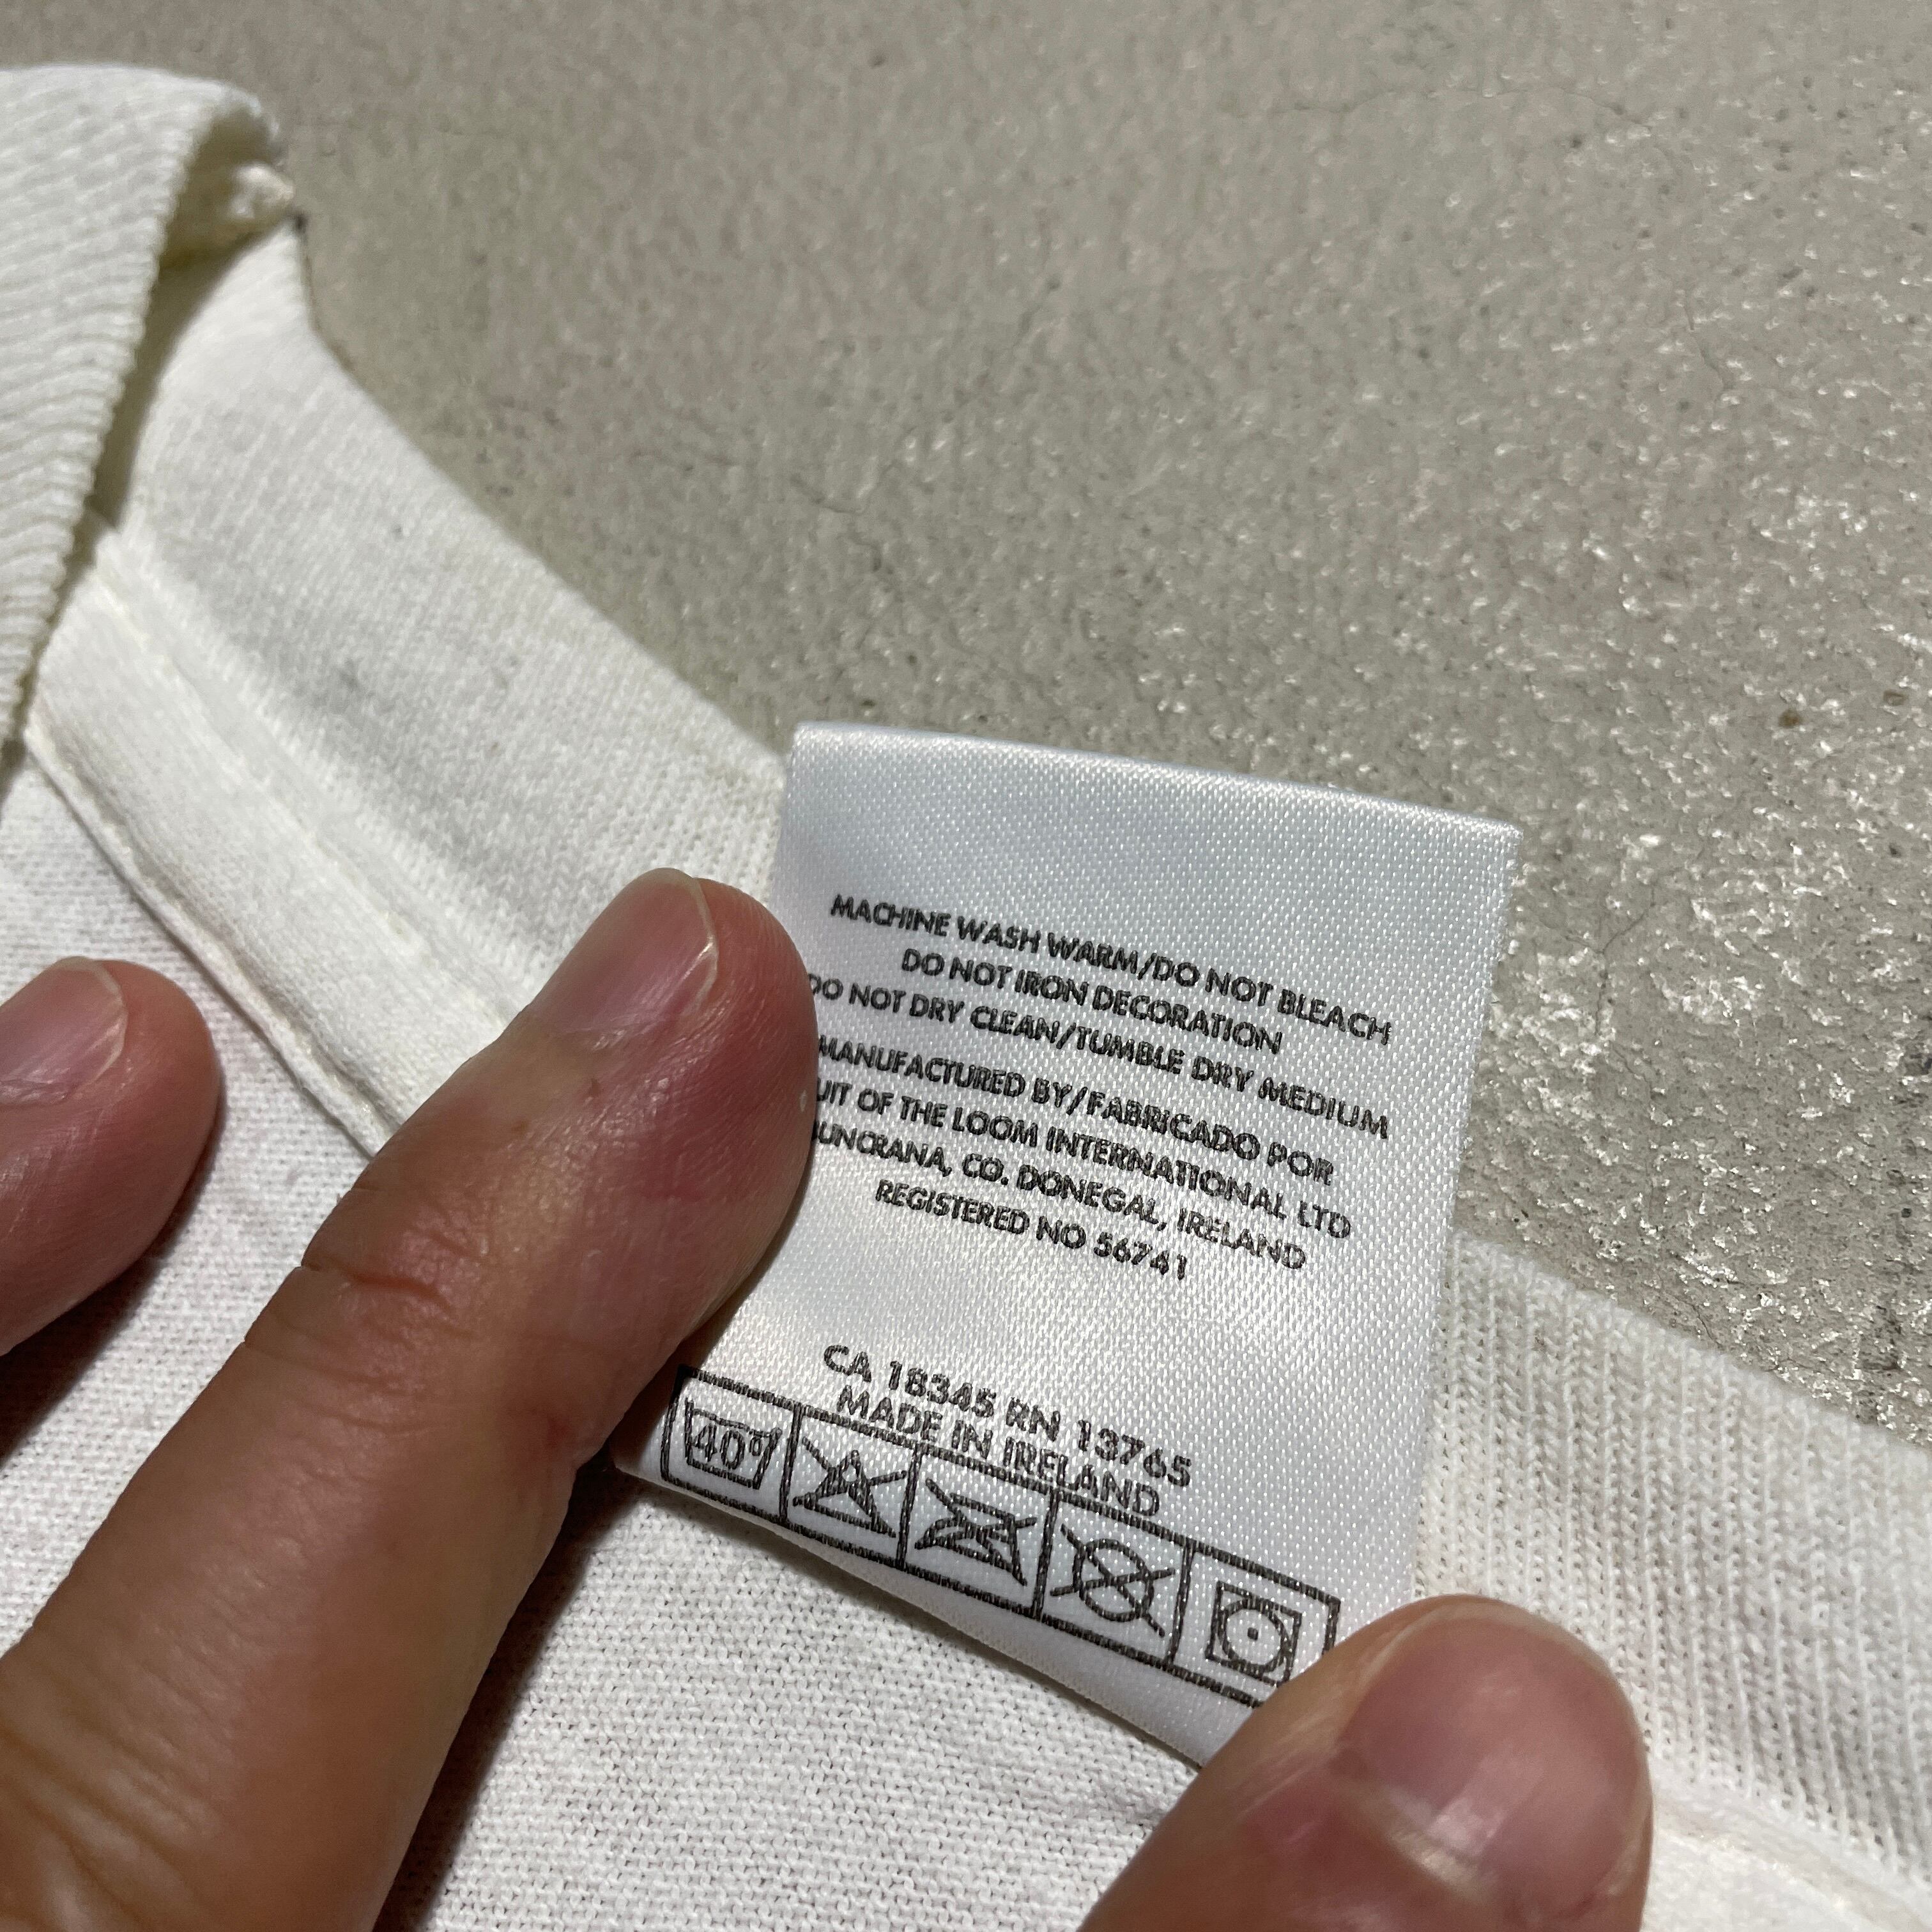 MACHINE WASH WARM/DO NOT BLEACH
DO NOT IRON DECORATION
DO NOT DRY CLEAN/TUMBLE DRY MEDIUM
MANUFACTURED BY/FABRICADO POR
UIT OF THE LOOM INTERNATIONAL LTD
UNCRANA, CO. DONEGAL, IRELAND
REGISTERED NO 56741
CA 18345 RN 13765
MADE IN IRELAND
40°